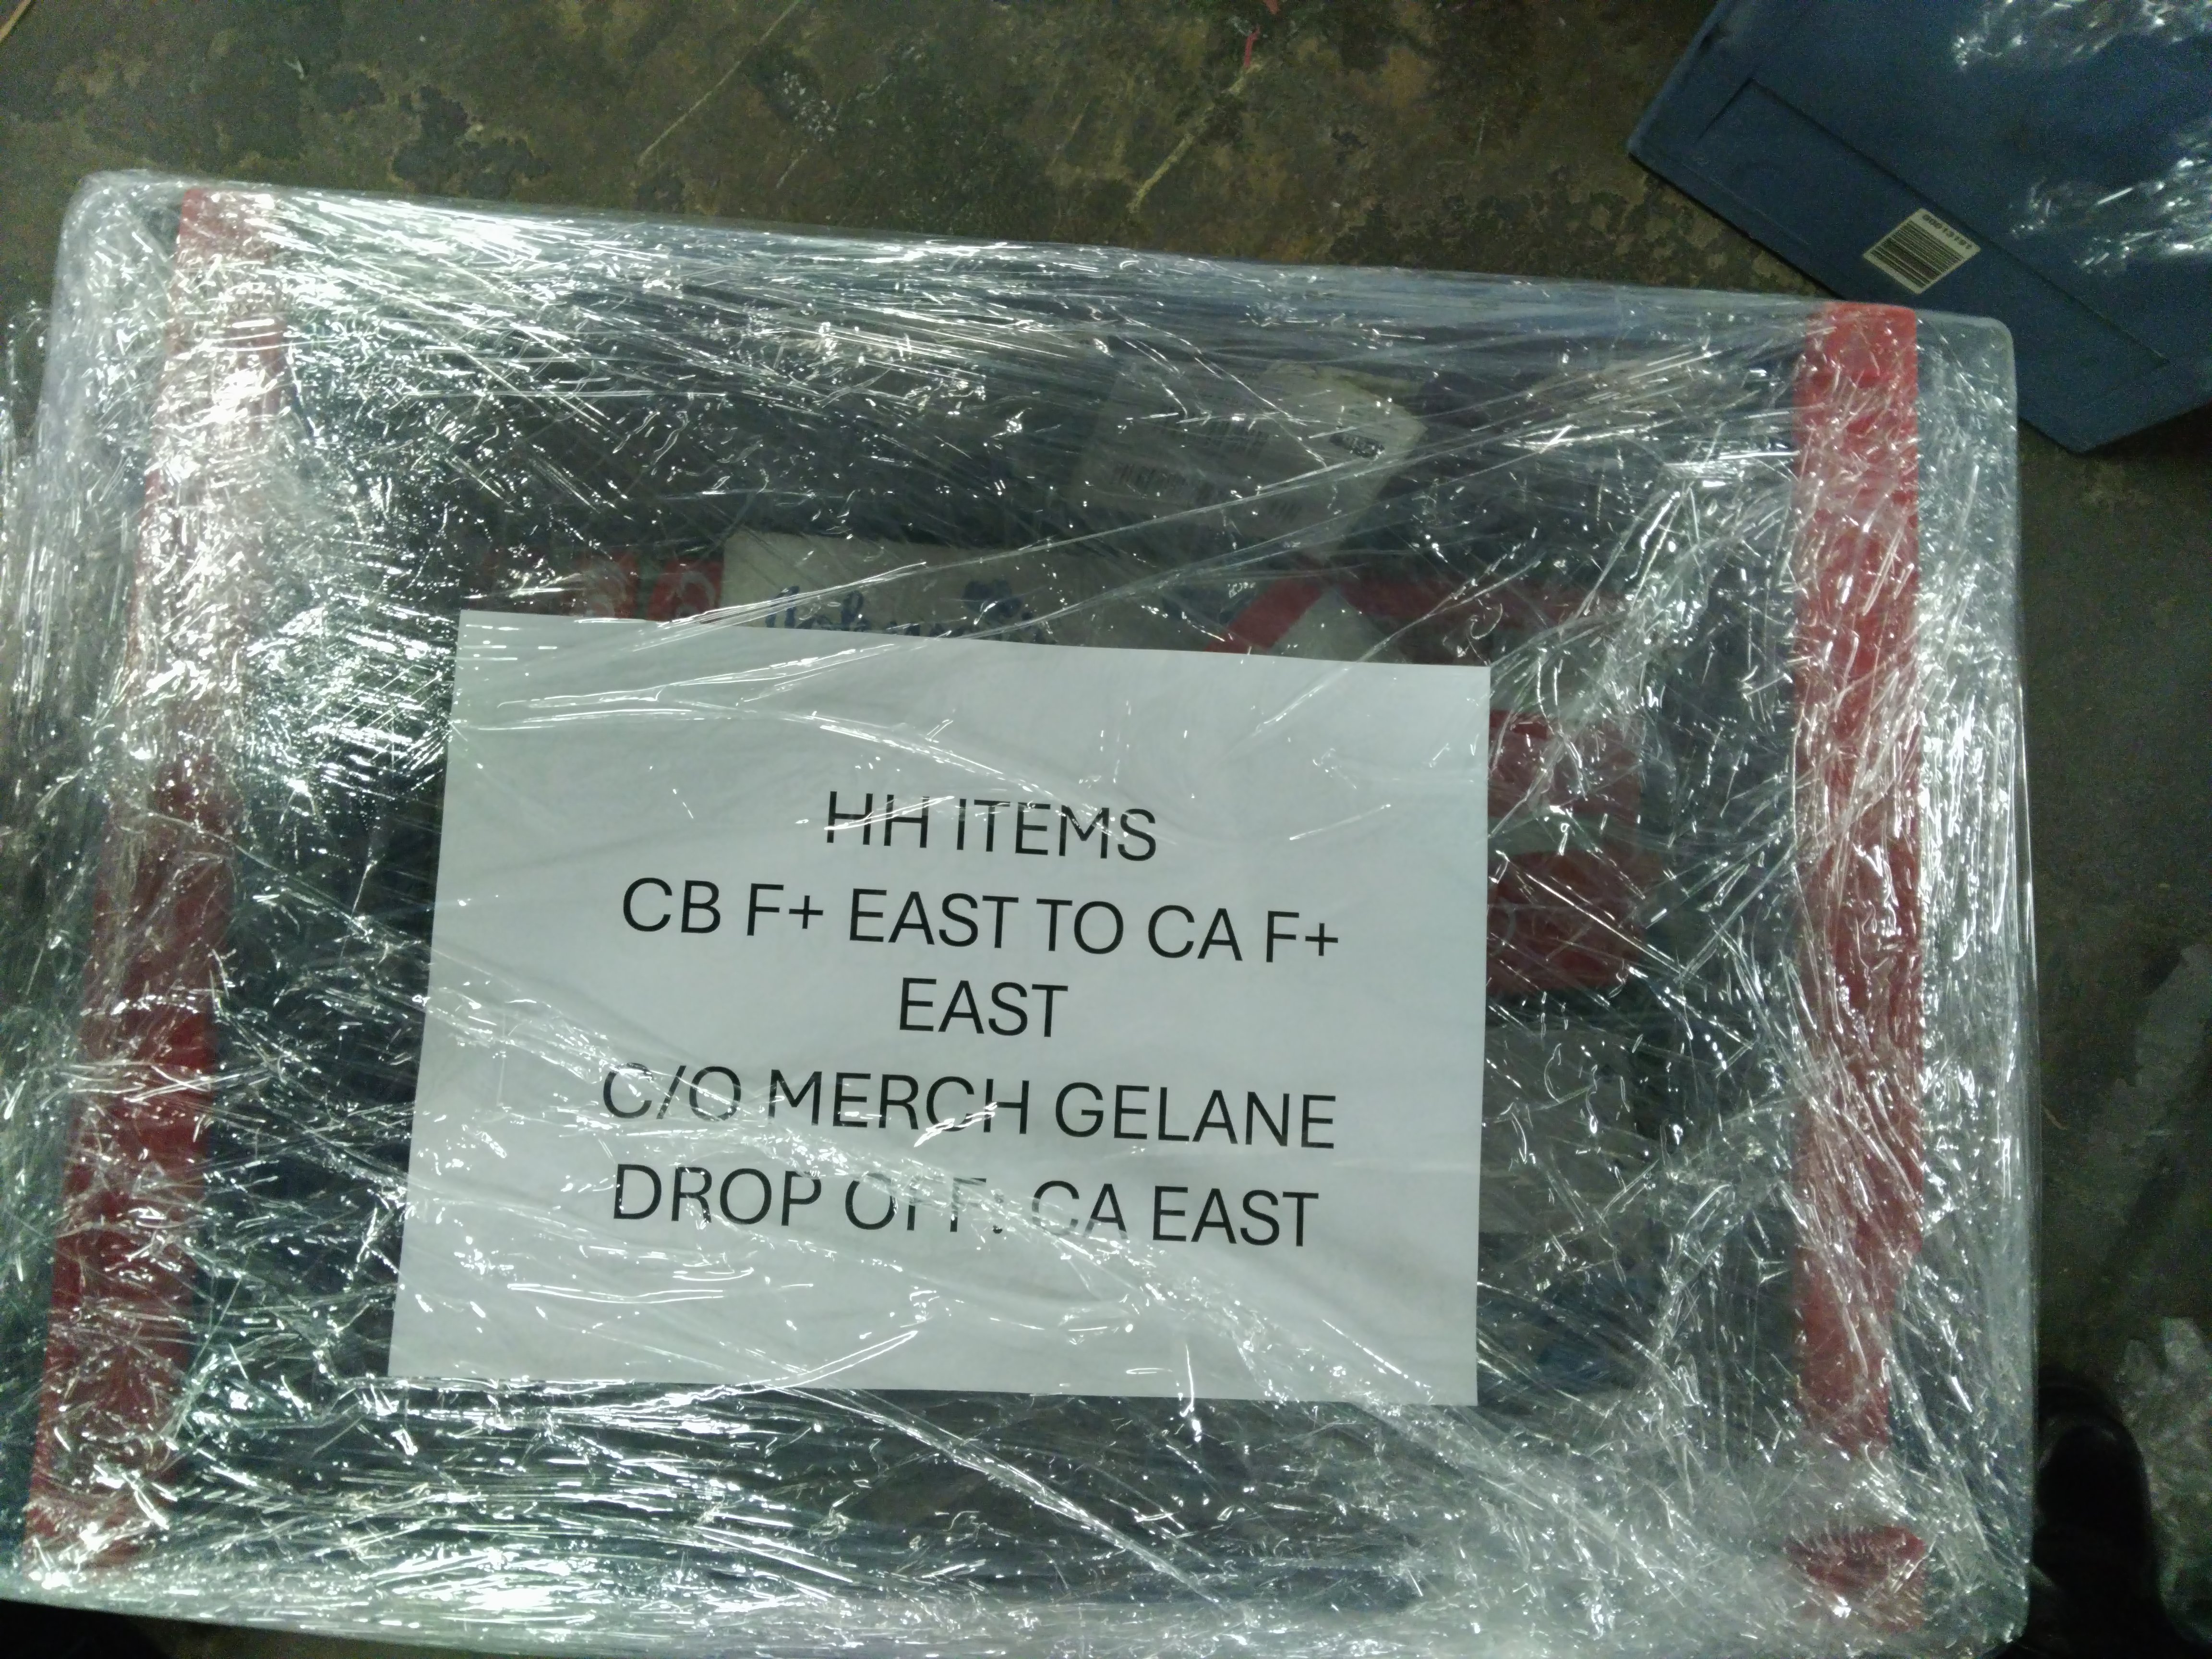 HH ITEMS
CB F+ EAST TO CA F+
EAST
C/O MERCH GELANE
DROP OFF: CA EAST